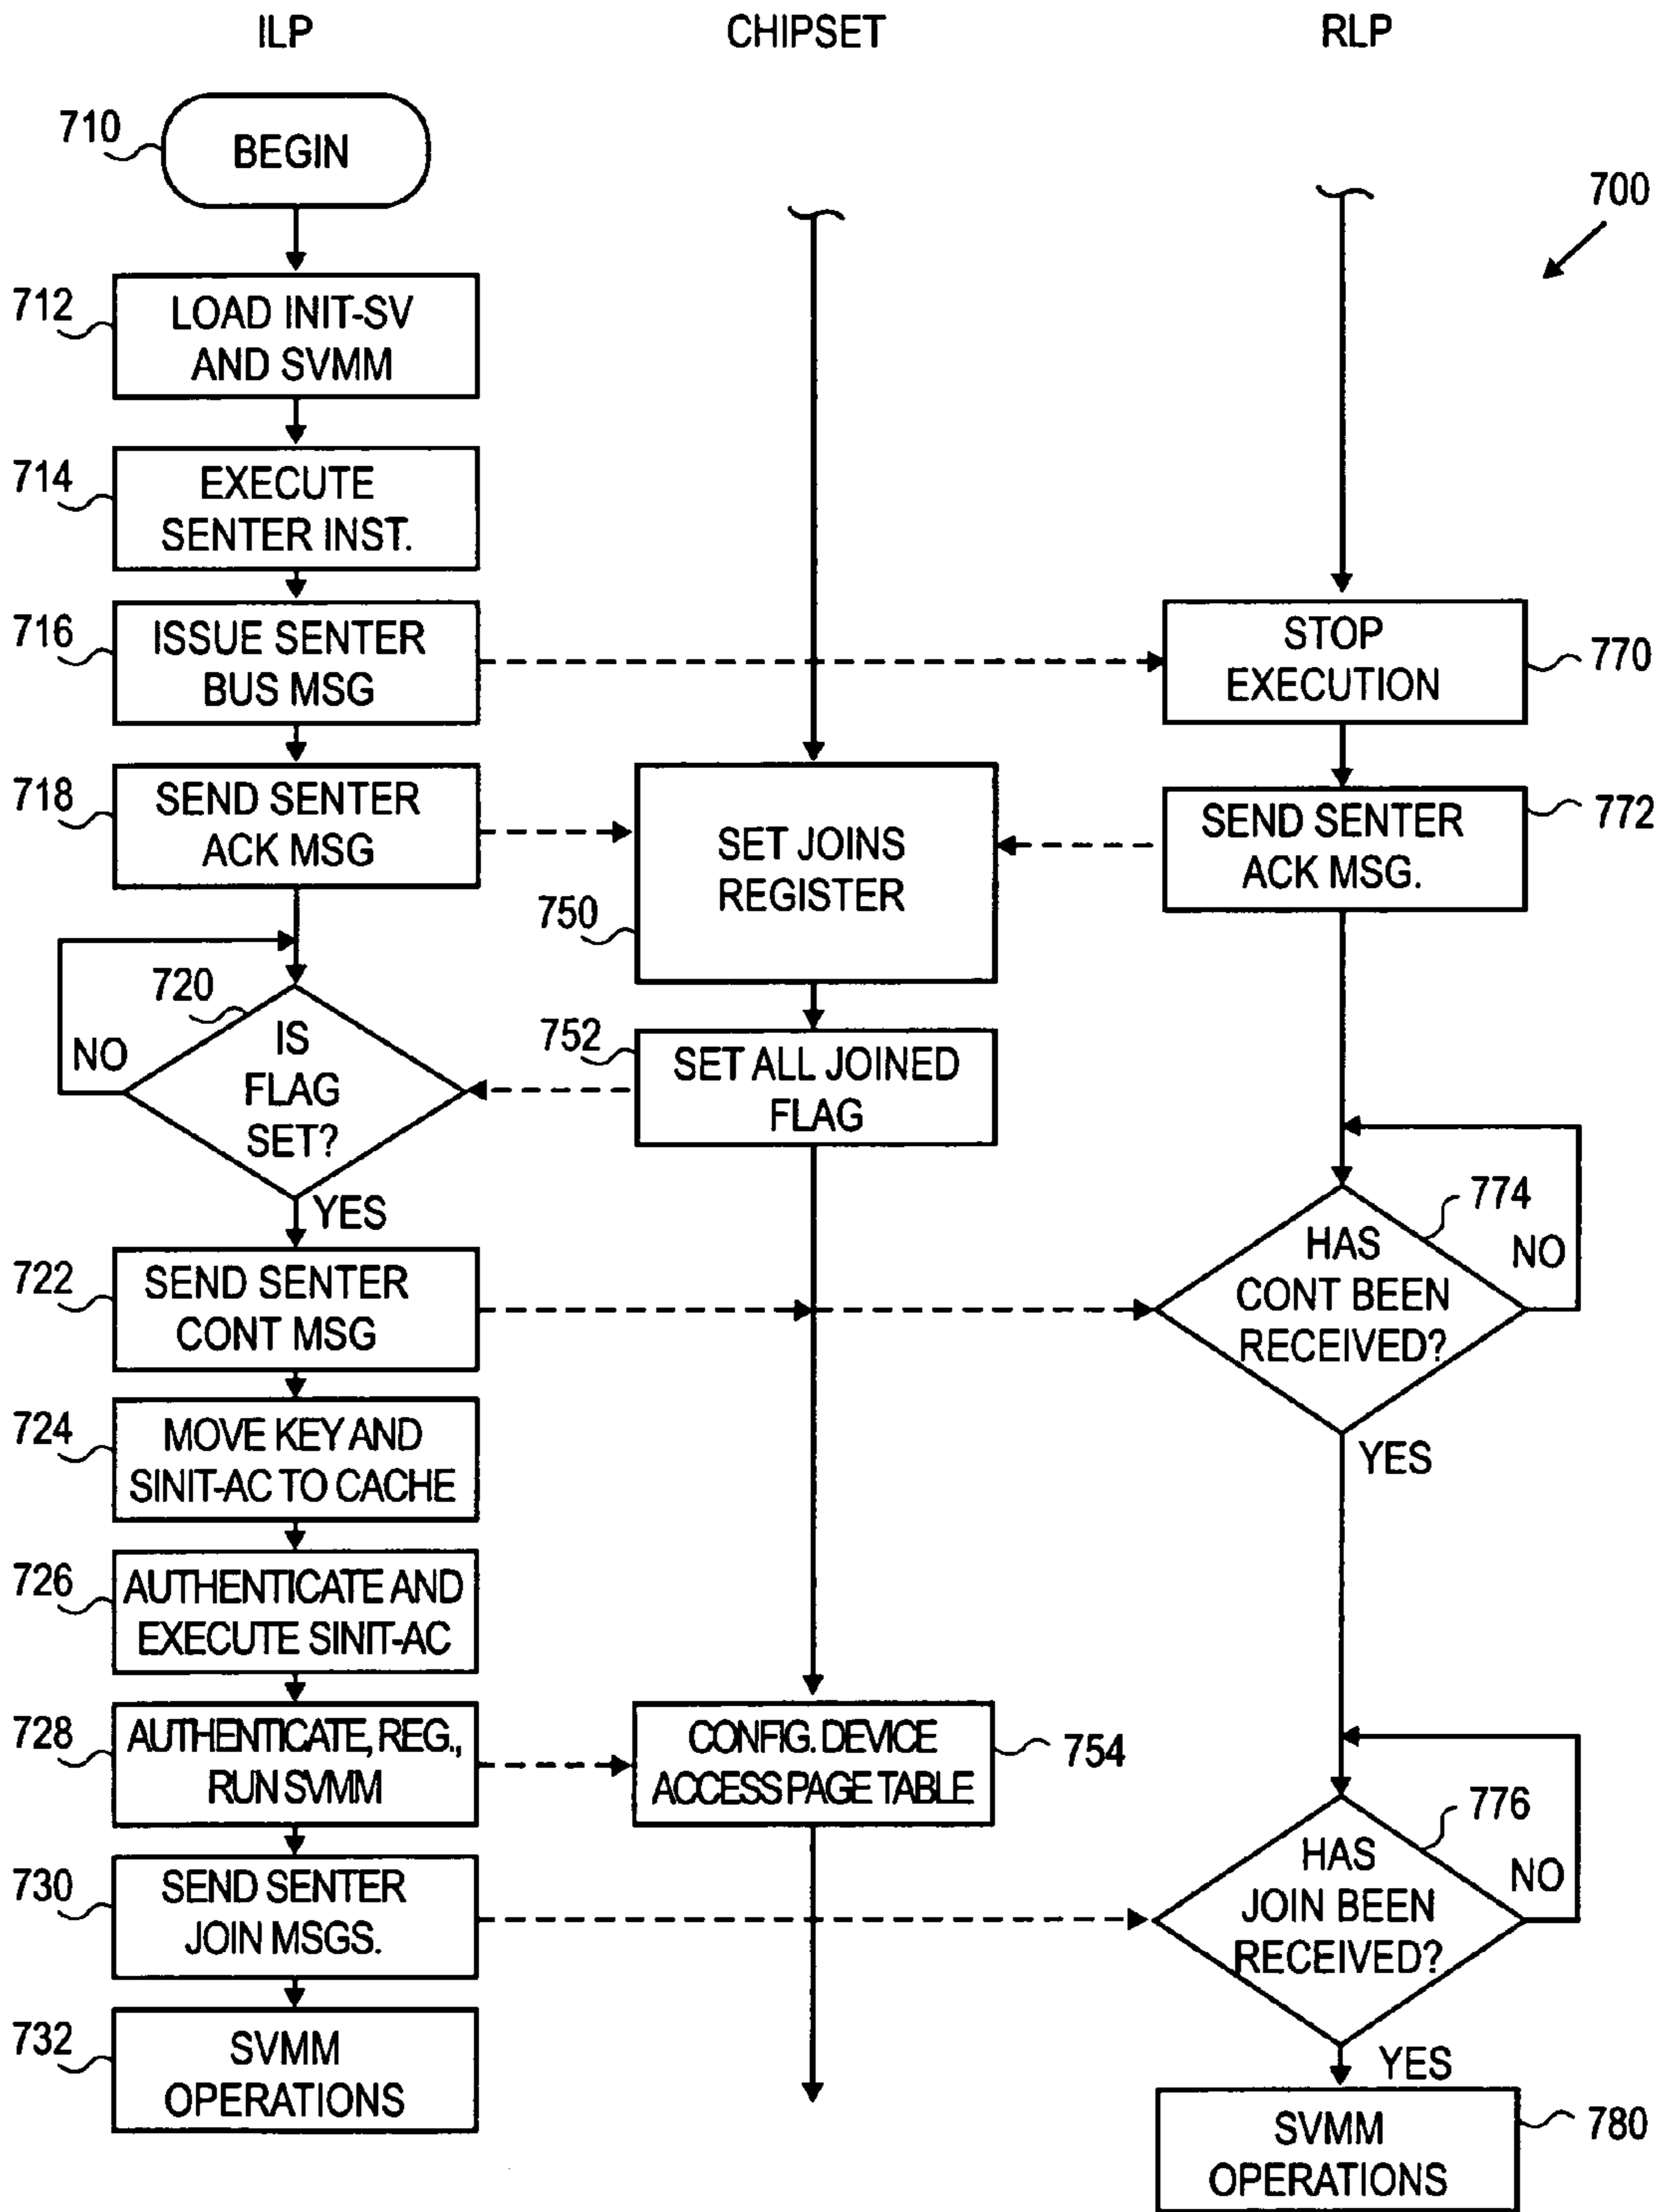 ILP
CHIPSET
RLP
700
710
BEGIN
712
LOAD INIT-SV
AND SVMM
714
EXECUTE
SENTER INST.
716
ISSUE SENTER
BUS MSG
718
SEND SENTER
ACK MSG
720
IS
FLAG
SET?
NO
YES
722
SEND SENTER
CONT MSG
724
MOVE KEY AND
SINIT-AC TO CACHE
726
AUTHENTICATE AND
EXECUTE SINIT-AC
728
AUTHENTICATE, REG.,
RUN SVMM
730
SEND SENTER
JOIN MSGS.
732
SVMM
OPERATIONS
750
SET JOINS
REGISTER
752
SET ALL JOINED
FLAG
754
CONFIG. DEVICE
ACCESS PAGE TABLE
STOP
EXECUTION
770
SEND SENTER
ACK MSG.
772
774
HAS
CONT BEEN
RECEIVED?
NO
YES
776
HAS
JOIN BEEN
RECEIVED?
NO
YES
SVMM
OPERATIONS
780